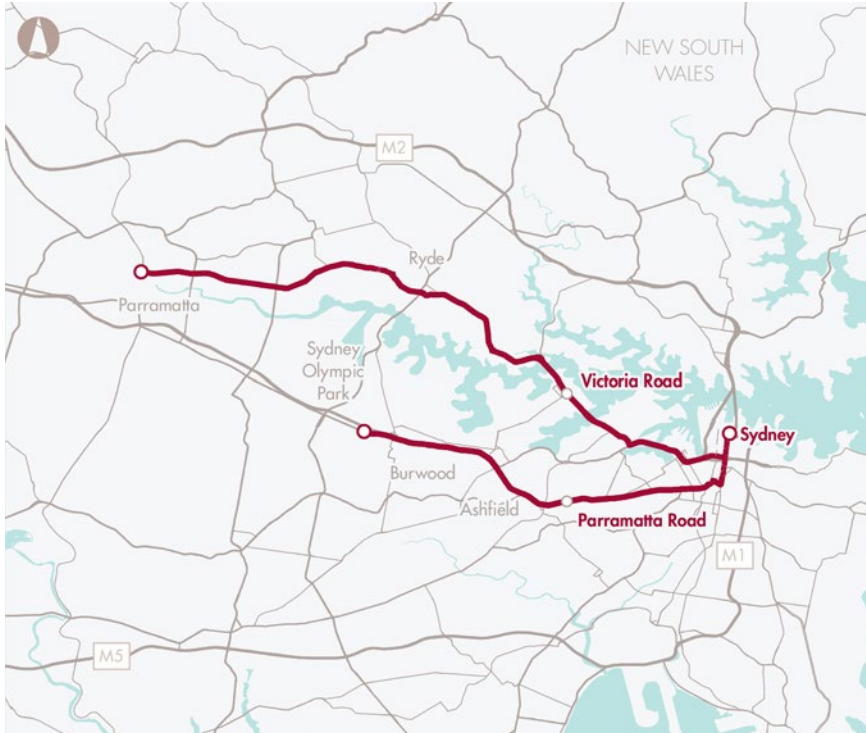 NEW SOUTH
WALES
M2
Ryde
Parramatta
Sydney
Olympic
Park
Victoria Road
Sydney
Burwood
Ashfield
Parramatta Road
M1
M5